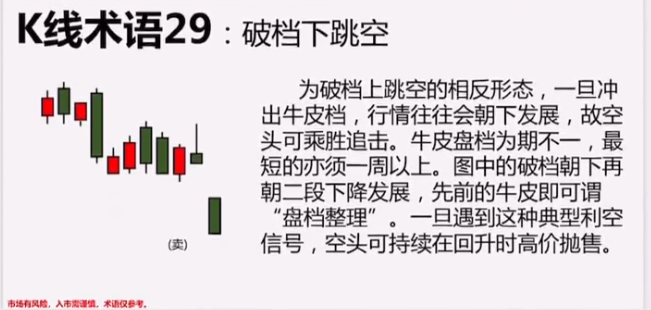 K线术语29：破档下跳空
为破档上跳空的相反形态，一旦冲
出牛皮档，行情往往会朝下发展，故空
头可乘胜追击。牛皮盘档为期不一，最
短的亦须一周以上。图中的破档朝下再
朝二段下降发展，先前的牛皮即可谓
“盘档整理”。一旦遇到这种典型利空
信号，空头可持续在回升时高价抛售。
(卖)
市场有风险，入市需谨慎，术语仅参考。